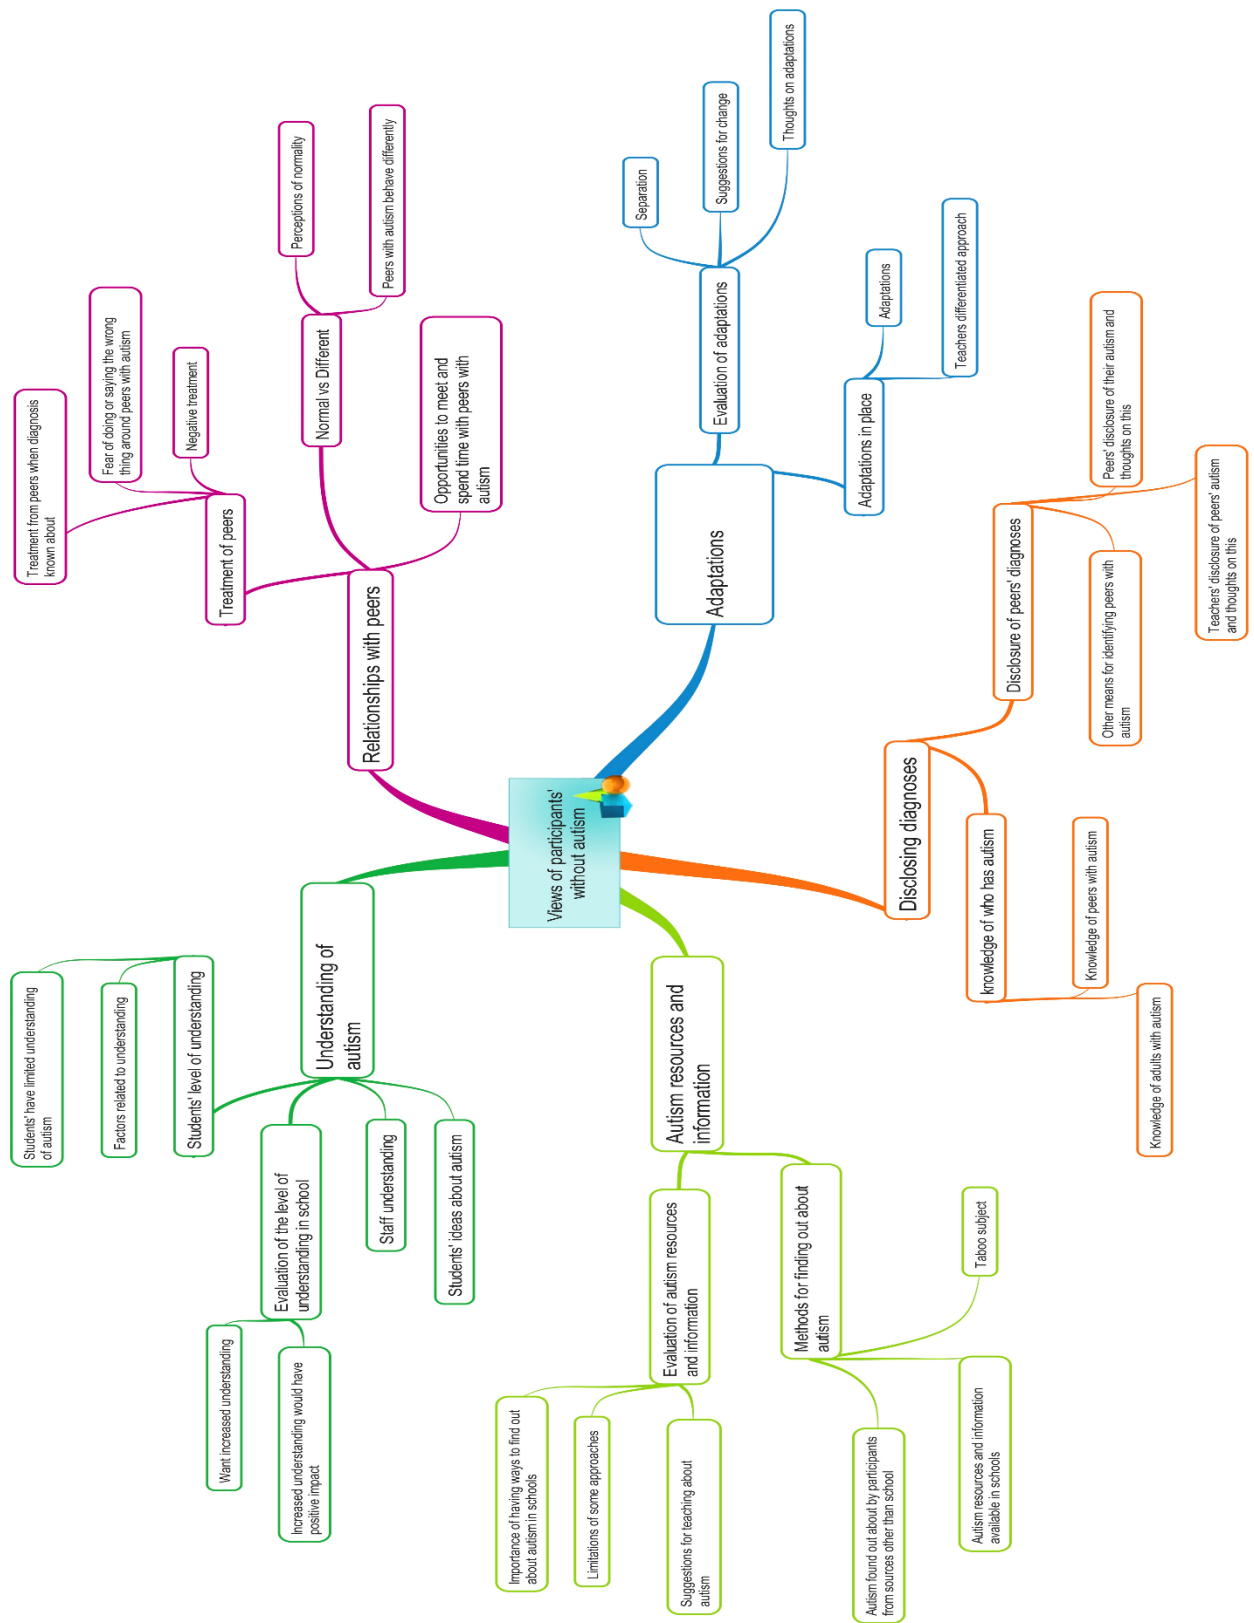 Views of participants'
without autism
Relationships with peers
Treatment of peers
Treatment from peers when diagnosis
known about
Fear of doing or saying the wrong
thing around peers with autism
Negative treatment
Normal vs Different
Perceptions of normality
Peers with autism behave differently
Opportunities to meet and
spend time with peers with
autism
Adaptations
Evaluation of adaptations
Separation
Suggestions for change
Thoughts on adaptations
Adaptations in place
Adaptations
Teachers differentiated approach
Disclosing diagnoses
Disclosure of peers' diagnoses
Peers' disclosure of their autism and
thoughts on this
Teachers' disclosure of peers' autism
and thoughts on this
Other means for identifying peers with
autism
knowledge of who has autism
Knowledge of peers with autism
Knowledge of adults with autism
Autism resources and
information
Evaluation of autism resources
and information
Importance of having ways to find out
about autism in schools
Limitations of some approaches
Suggestions for teaching about
autism
Methods for finding out about
autism
Taboo subject
Autism resources and information
available in schools
Autism found out about by participants
from sources other than school
Understanding of
autism
Students' level of understanding
Students' have limited understanding
of autism
Factors related to understanding
Evaluation of the level of
understanding in school
Want increased understanding
Increased understanding would have
positive impact
Staff understanding
Students' ideas about autism